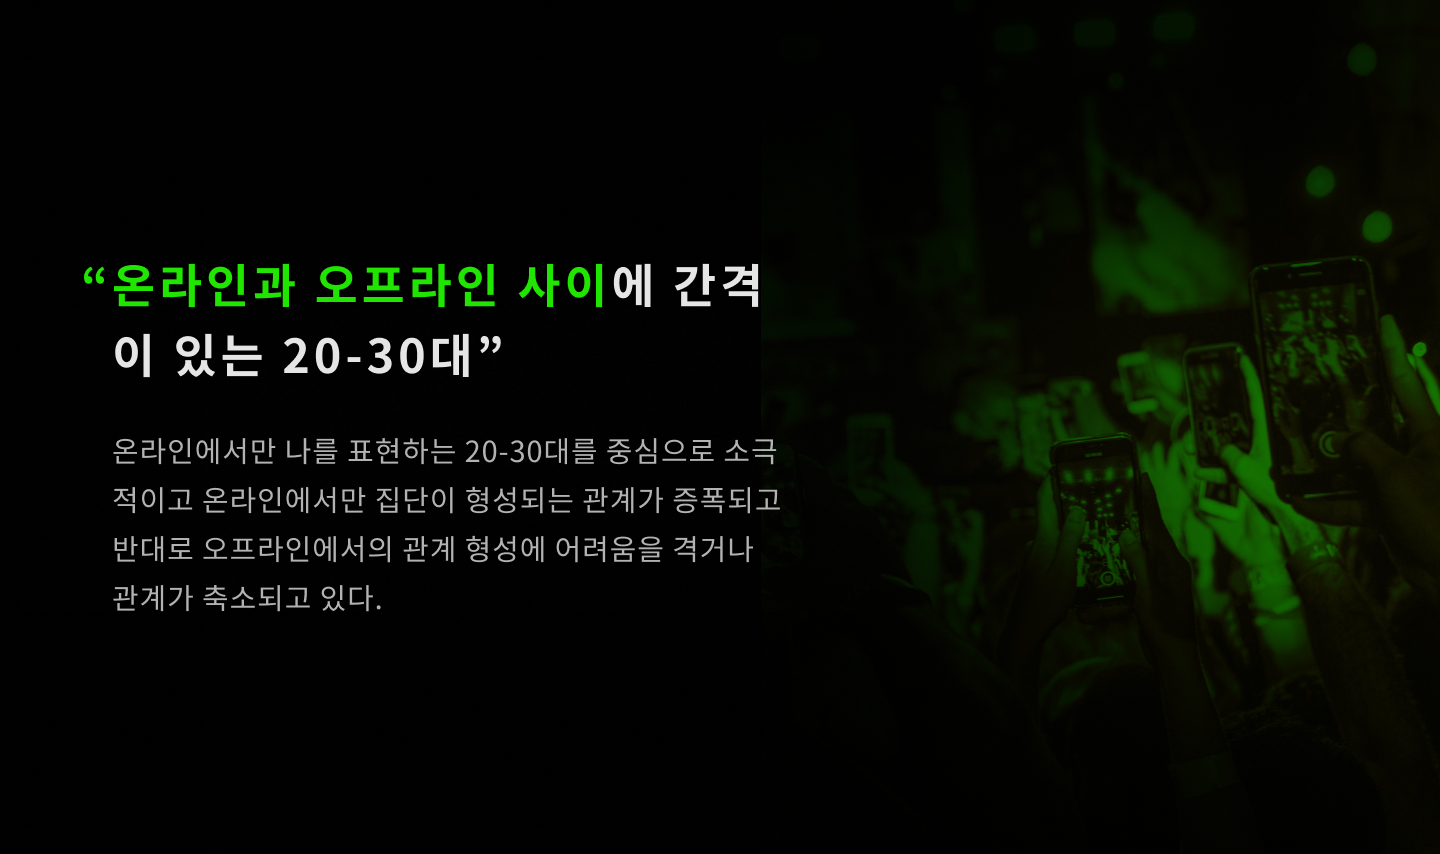 “온라인과 오프라인 사이에 간격
이 있는 20-30대”
온라인에서만 나를 표현하는 20-30대를 중심으로 소극
적이고 온라인에서만 집단이 형성되는 관계가 증폭되고
반대로 오프라인에서의 관계 형성에 어려움을 격거나
관계가 축소되고 있다.